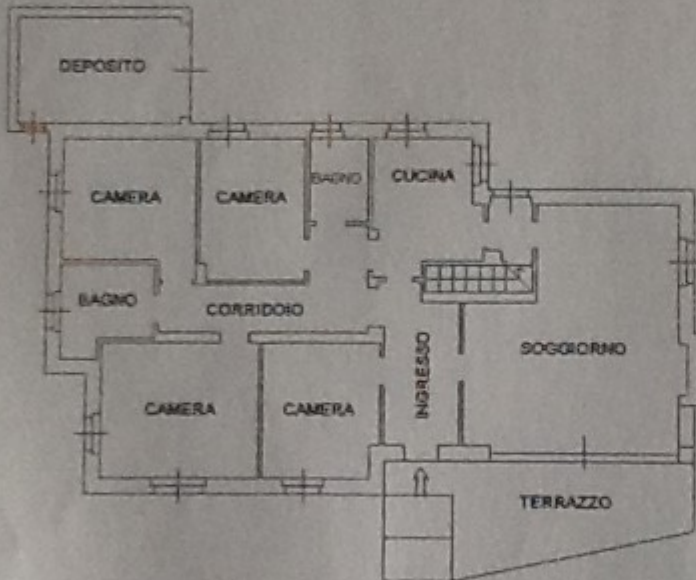 DEPOSITO
CAMERA
CAMERA
BAGNO
CUCINA
BAGNO
CORRIDOIO
SOGGIORNO
INGRESSO
CAMERA
CAMERA
TERRAZZO